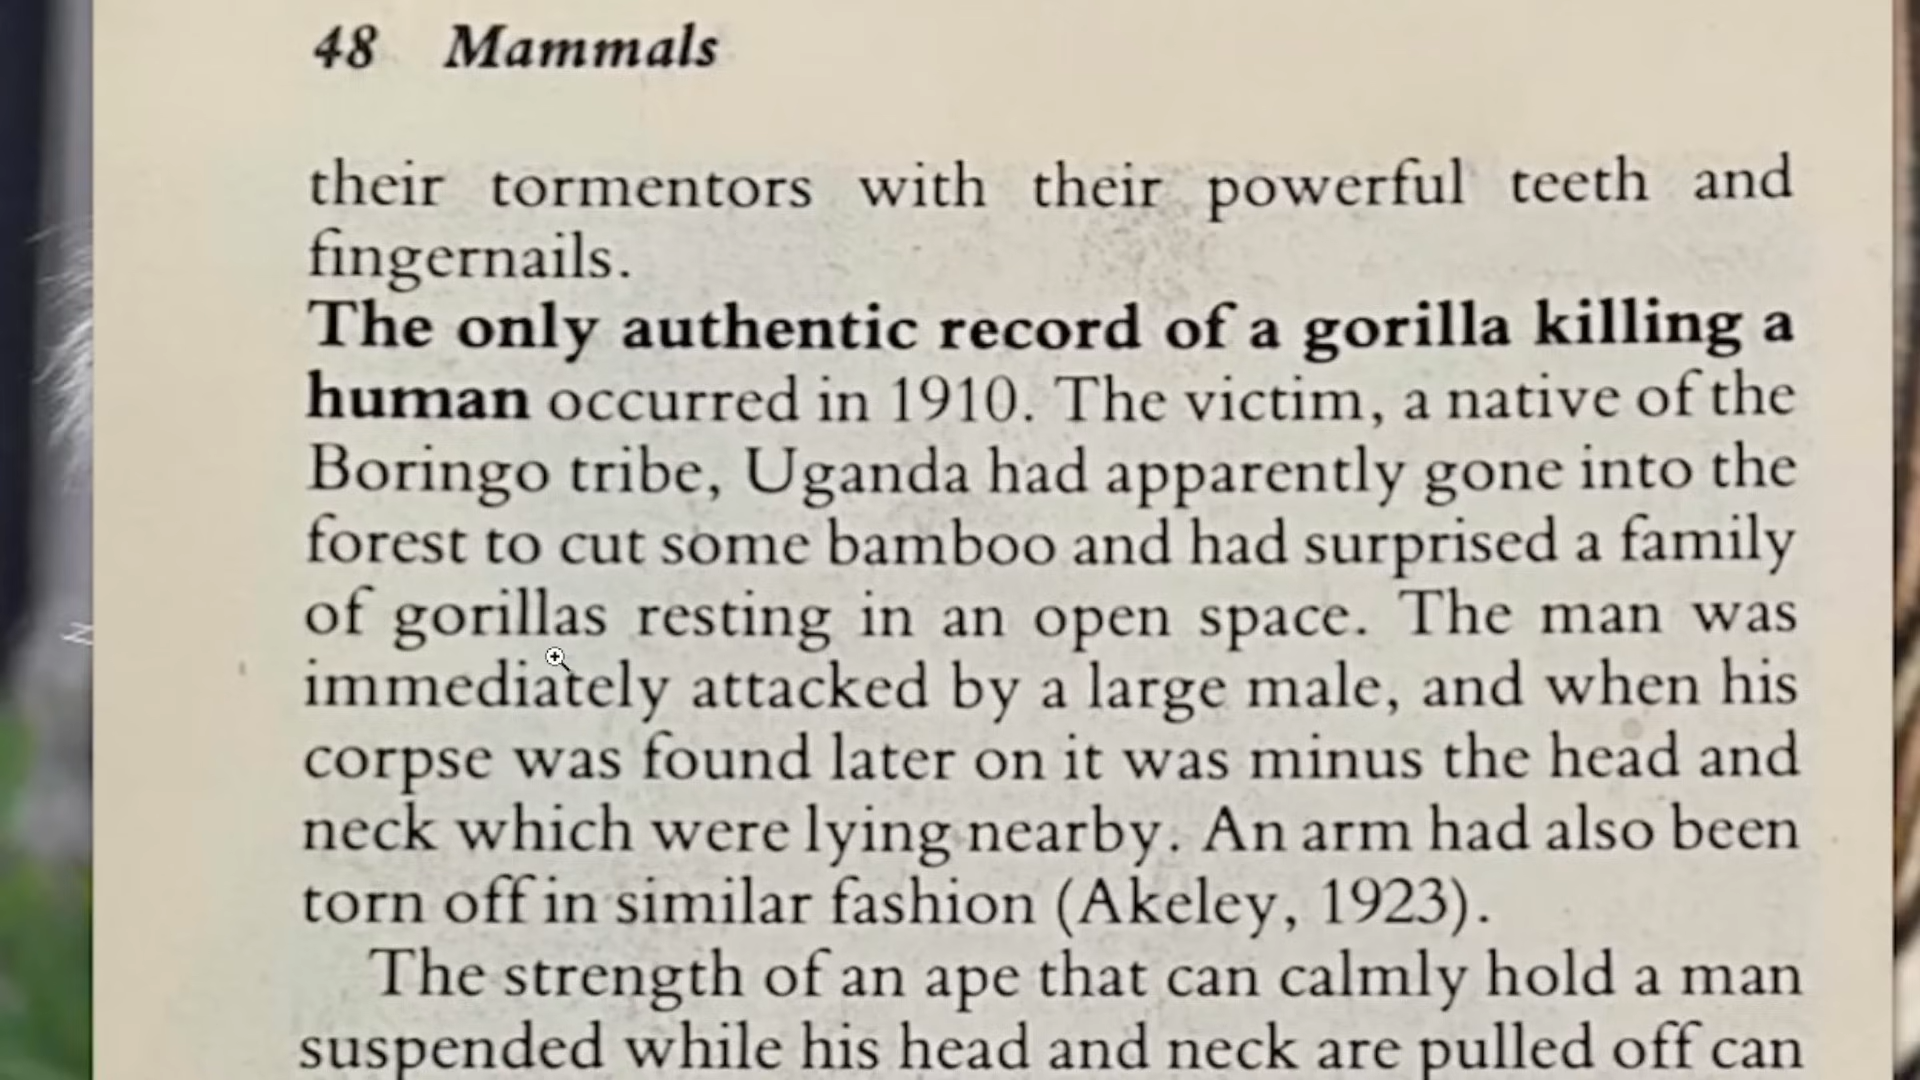 48 Mammals
their tormentors with their powerful teeth and
fingernails.
The only authentic record of a gorilla killing a
human occurred in 1910. The victim, a native of the
Boringo tribe, Uganda had apparently gone into the
forest to cut some bamboo and had surprised a family
of gorillas resting in an open space. The man was
immediately attacked by a large male, and when his
corpse was found later on it was minus the head and
neck which were lying nearby. An arm had also been
torn off in similar fashion (Akeley, 1923).
The strength of an ape that can calmly hold a man
suspended while his head and neck are pulled off can